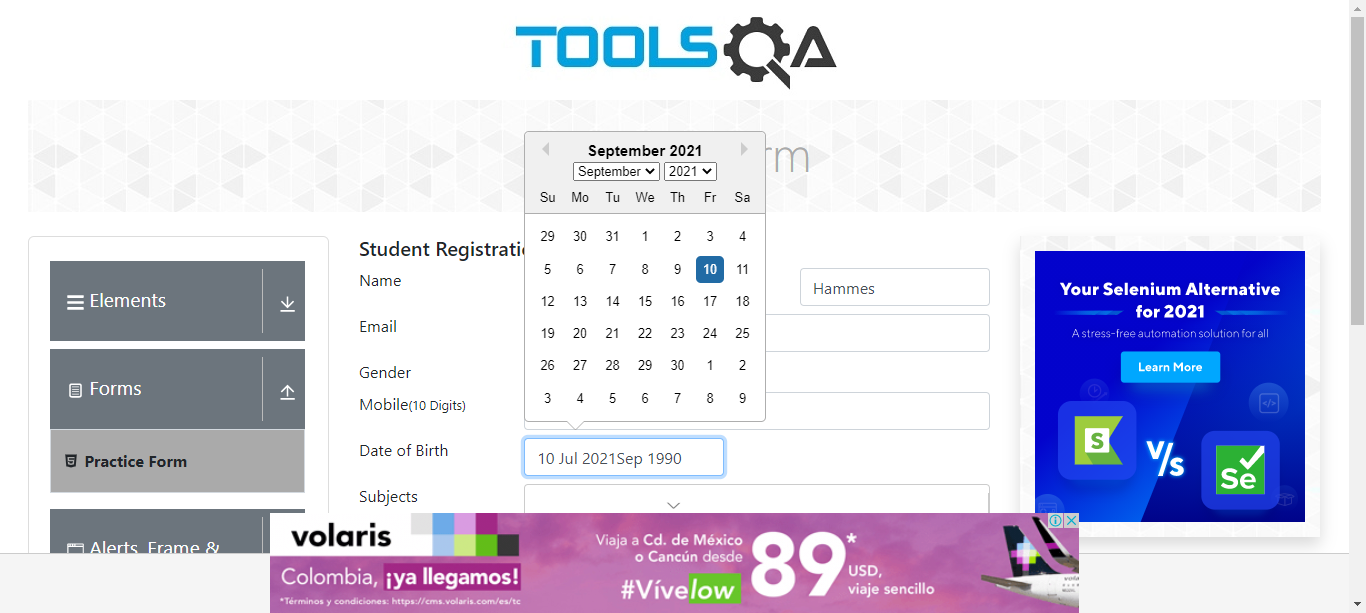 TOOLSQA
rm
September 2021
September 2021
Su Mo Tu We Th Fr Sa
29 30 31 1 2 3 4
5 6 7 8 9 10 11
12 13 14 15 16 17 18
19 20 21 22 23 24 25
26 27 28 29 30 1 2
3 4 5 6 7 8 9
Elements
Forms
Practice Form
Alerts, Frame &
Student Registrati
Name
Hammes
Email
Gender
Mobile(10 Digits)
Date of Birth
10 Jul 2021Sep 1990
Subjects
Your Selenium Alternative
for 2021
A stress-free automation solution for all
Learn More
S
V/s
Se
volaris
Colombia, ¡ya llegamos!
*Términos y condiciones: https://cms.volaris.com/es/tc
Viaja a Cd. de México
o Cancún desde
#Vívelow
89*
USD,
viaje sencillo